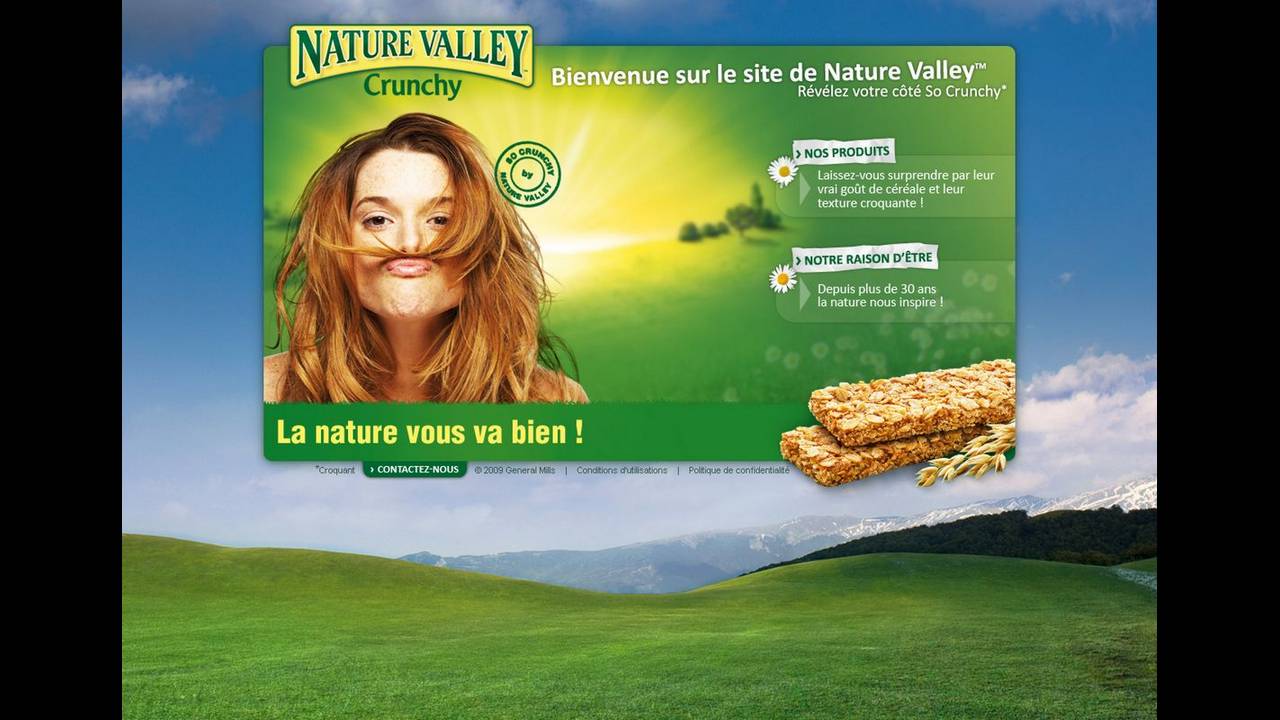 NATURE VALLEY™
Crunchy
Bienvenue sur le site de Nature Valley™
Révélez votre côté So Crunchy*
SO CRUNCHY
by
NATURE VALLEY
› NOS PRODUITS
Laissez-vous surprendre par leur
vrai goût de céréale et leur
texture croquante !
› NOTRE RAISON D'ÊTRE
Depuis plus de 30 ans
la nature nous inspire !
La nature vous va bien !
*Croquant › CONTACTEZ-NOUS © 2009 General Mills | Conditions d'utilisations | Politique de confidentialité